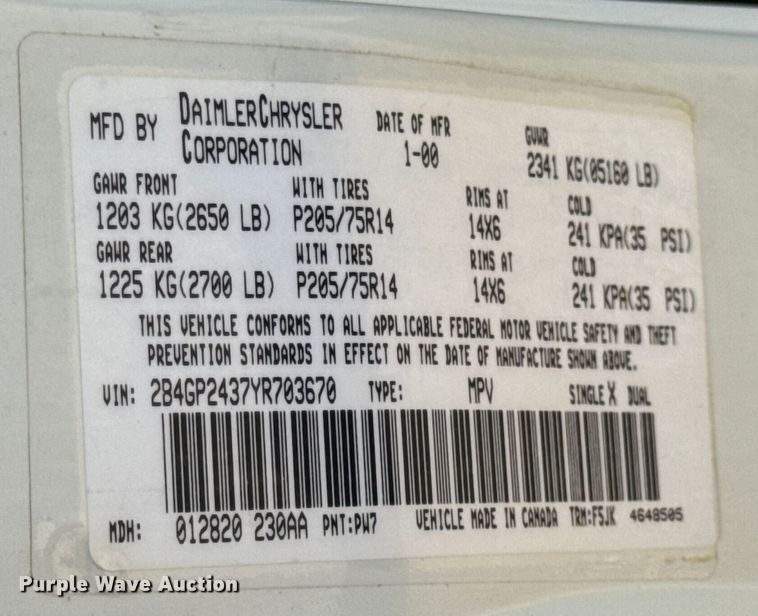 MFD BY DAIMLERCHRYSLER CORPORATION DATE OF MFR 1-00 GVWR 2341 KG(05160 LB)
GAWR FRONT WITH TIRES RIMS AT COLD
1203 KG(2650 LB) P205/75R14 14X6 241 KPA(35 PSI)
GAWR REAR WITH TIRES RIMS AT COLD
1225 KG(2700 LB) P205/75R14 14X6 241 KPA(35 PSI)
THIS VEHICLE CONFORMS TO ALL APPLICABLE FEDERAL MOTOR VEHICLE SAFETY AND THEFT
PREVENTION STANDARDS IN EFFECT ON THE DATE OF MANUFACTURE SHOWN ABOVE.
VIN: 2B4GP2437YR703670 TYPE: MPV SINGLE X DUAL
MDH: 012820 230AA PNT:PW7 VEHICLE MADE IN CANADA TRM:F5JK 4648505
Purple Wave Auction